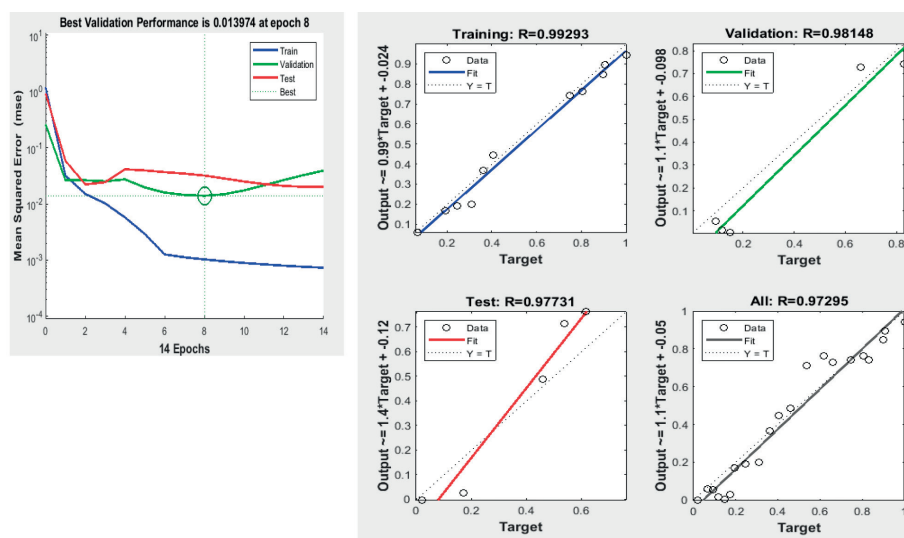 Best Validation Performance is 0.013974 at epoch 8
Mean Squared Error (mse)
10^1
10^0
10^-1
10^-2
10^-3
10^-4
Train
Validation
Test
Best
0 2 4 6 8 10 12 14
14 Epochs
Training: R=0.99293
Output ~= 0.99*Target + -0.024
0.9
0.8
0.7
0.6
0.5
0.4
0.3
0.2
0.1
Data
Fit
Y = T
0.2 0.4 0.6 0.8 1
Target
Validation: R=0.98148
Output ~= 1.1*Target + -0.098
0.8
0.7
0.6
0.5
0.4
0.3
0.2
0.1
Data
Fit
Y = T
0.2 0.4 0.6 0.8
Target
Test: R=0.97731
Output ~= 1.4*Target + -0.12
0.7
0.6
0.5
0.4
0.3
0.2
0.1
0
Data
Fit
Y = T
0 0.2 0.4 0.6
Target
All: R=0.97295
Output ~= 1.1*Target + -0.05
1
0.8
0.6
0.4
0.2
0
Data
Fit
Y = T
0 0.2 0.4 0.6 0.8 1
Target